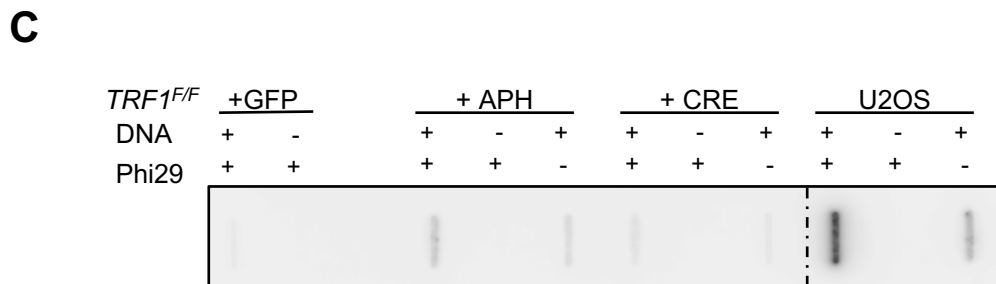 C
TRF1F/F +GFP + APH + CRE U2OS
DNA + - + - + + - + + - +
Phi29 + + + + - + + - + + -